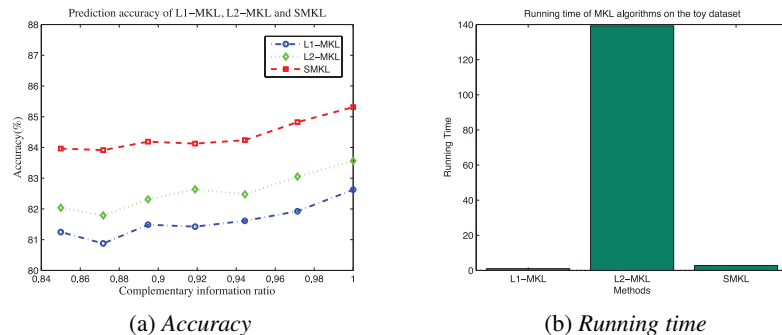 Prediction accuracy of L1-MKL, L2-MKL and SMKL
88
87
86
85
84
83
82
81
80
Accuracy(%)
L1-MKL
L2-MKL
SMKL
0.84 0.86 0.88 0.9 0.92 0.94 0.96 0.98 1
Complementary information ratio
(a) Accuracy
Running time of MKL algorithms on the toy dataset
140
120
100
80
60
40
20
0
Running Time
L1-MKL L2-MKL SMKL
Methods
(b) Running time